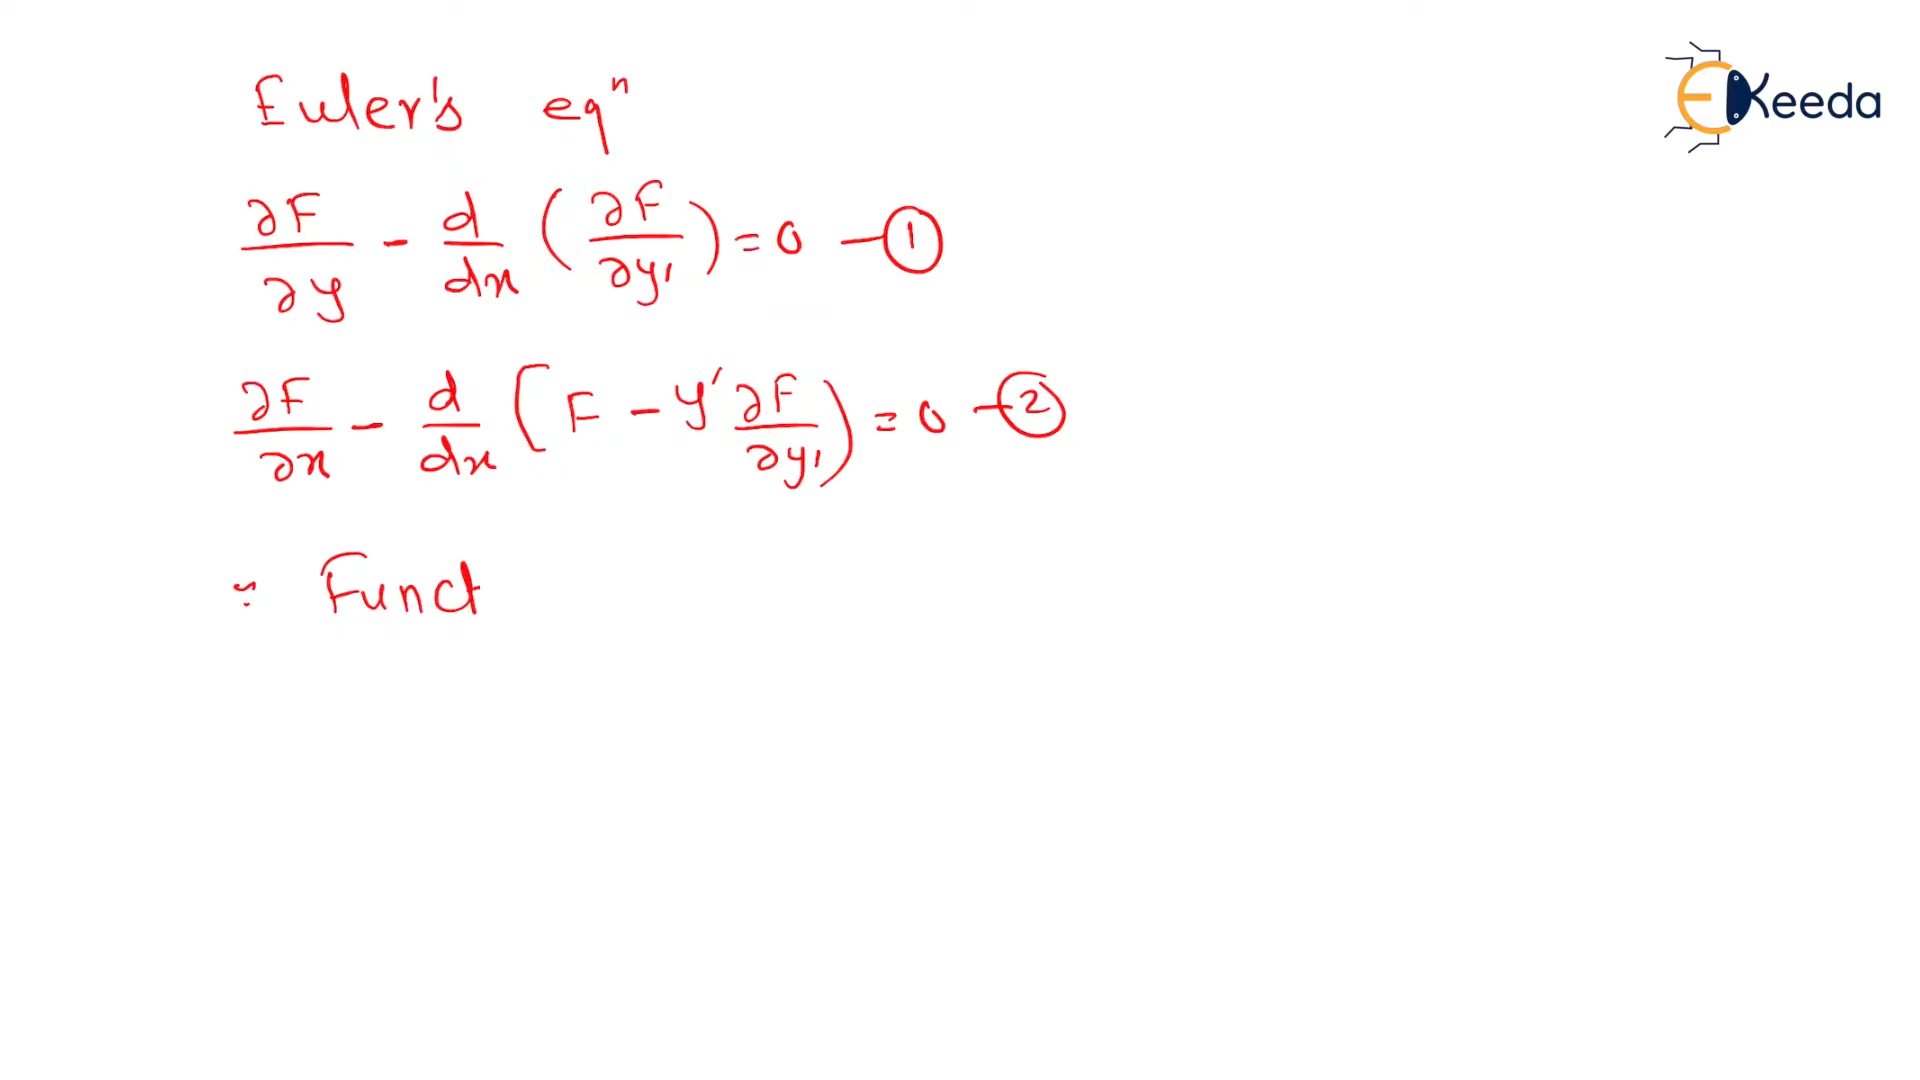 Euler's eqⁿ
EKeeda
∂F/∂y - d/dx (∂F/∂y') = 0 — ①
∂F/∂x - d/dx (F - y' ∂F/∂y') = 0 — ②
∵ Funct